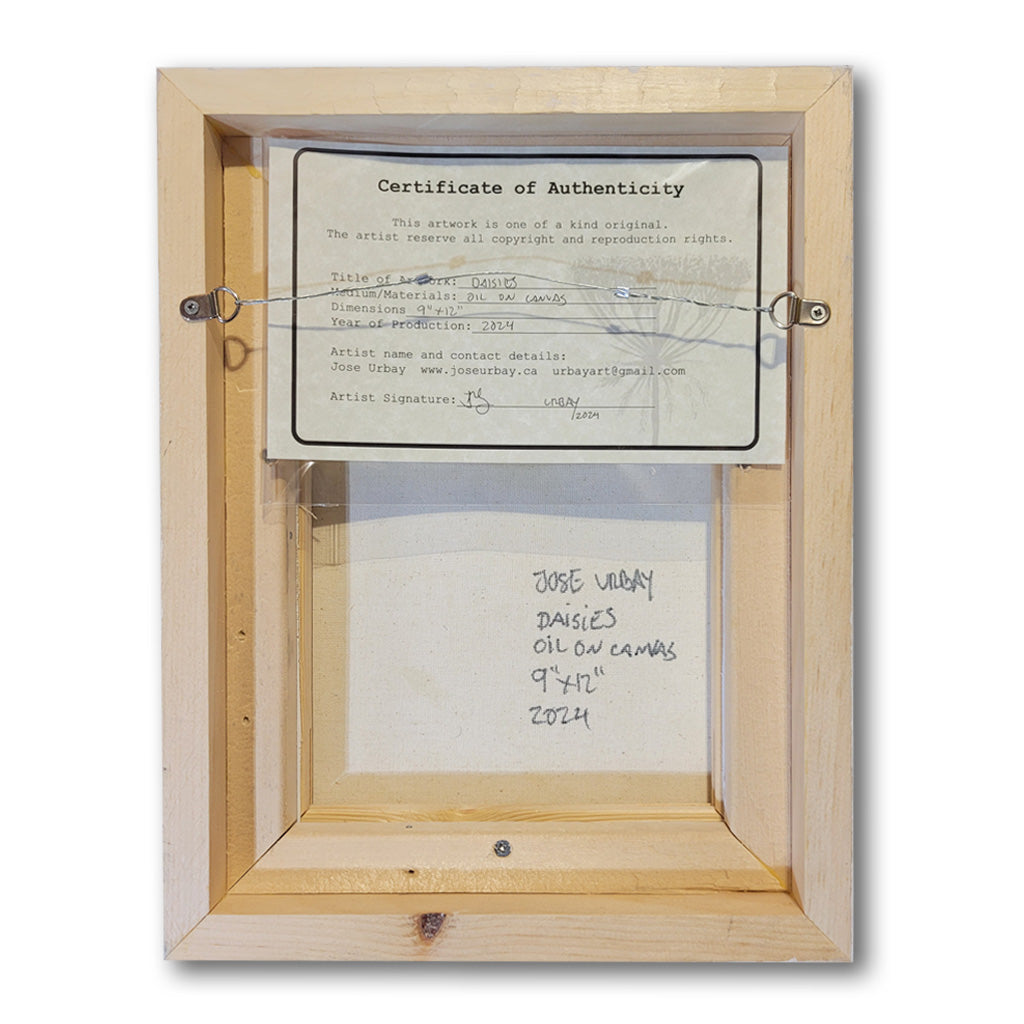 Certificate of Authenticity
This artwork is one of a kind original.
The artist reserve all copyright and reproduction rights.
Title of Artwork: DAISIES
Medium/Materials: OIL ON CANVAS
Dimensions 9"x12"
Year of Production: 2024
Artist name and contact details:
Jose Urbay www.joseurbay.ca urbayart@gmail.com
Artist Signature: URBAY
/2024
JOSE URBAY
DAISIES
OIL ON CANVAS
9"x12"
2024